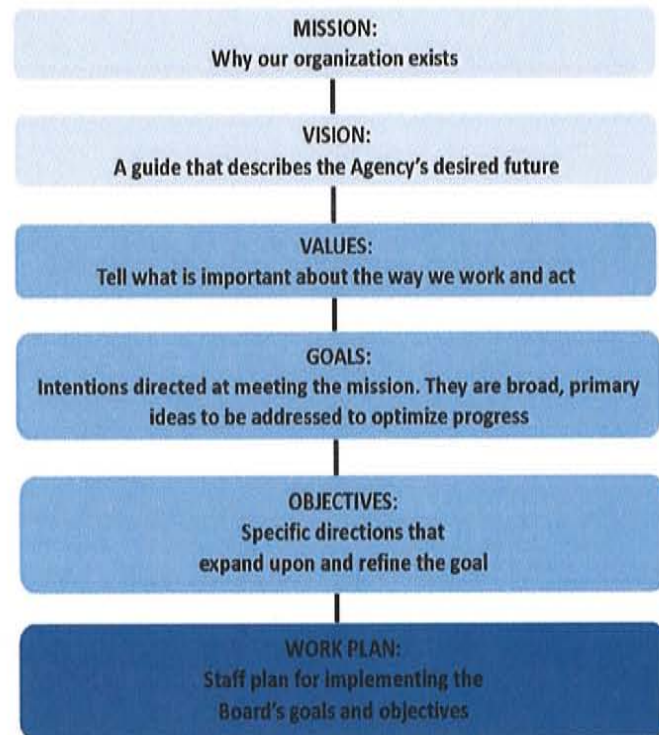 MISSION:
Why our organization exists
VISION:
A guide that describes the Agency's desired future
VALUES:
Tell what is important about the way we work and act
GOALS:
Intentions directed at meeting the mission. They are broad, primary
ideas to be addressed to optimize progress
OBJECTIVES:
Specific directions that
expand upon and refine the goal
WORK PLAN:
Staff plan for implementing the
Board's goals and objectives